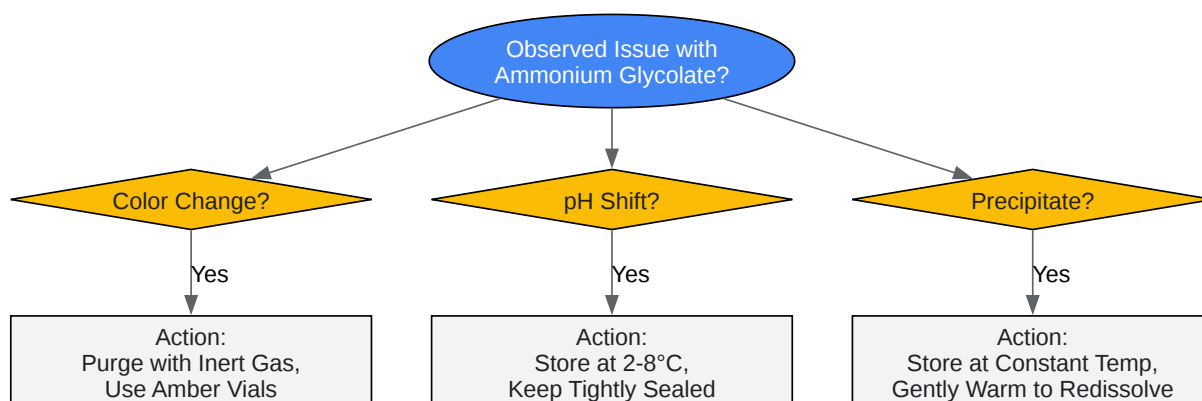 Observed Issue with
Ammonium Glycolate?
Color Change?
pH Shift?
Precipitate?
Yes
Yes
Yes
Action:
Purge with Inert Gas,
Use Amber Vials
Action:
Store at 2-8°C,
Keep Tightly Sealed
Action:
Store at Constant Temp,
Gently Warm to Redissolve